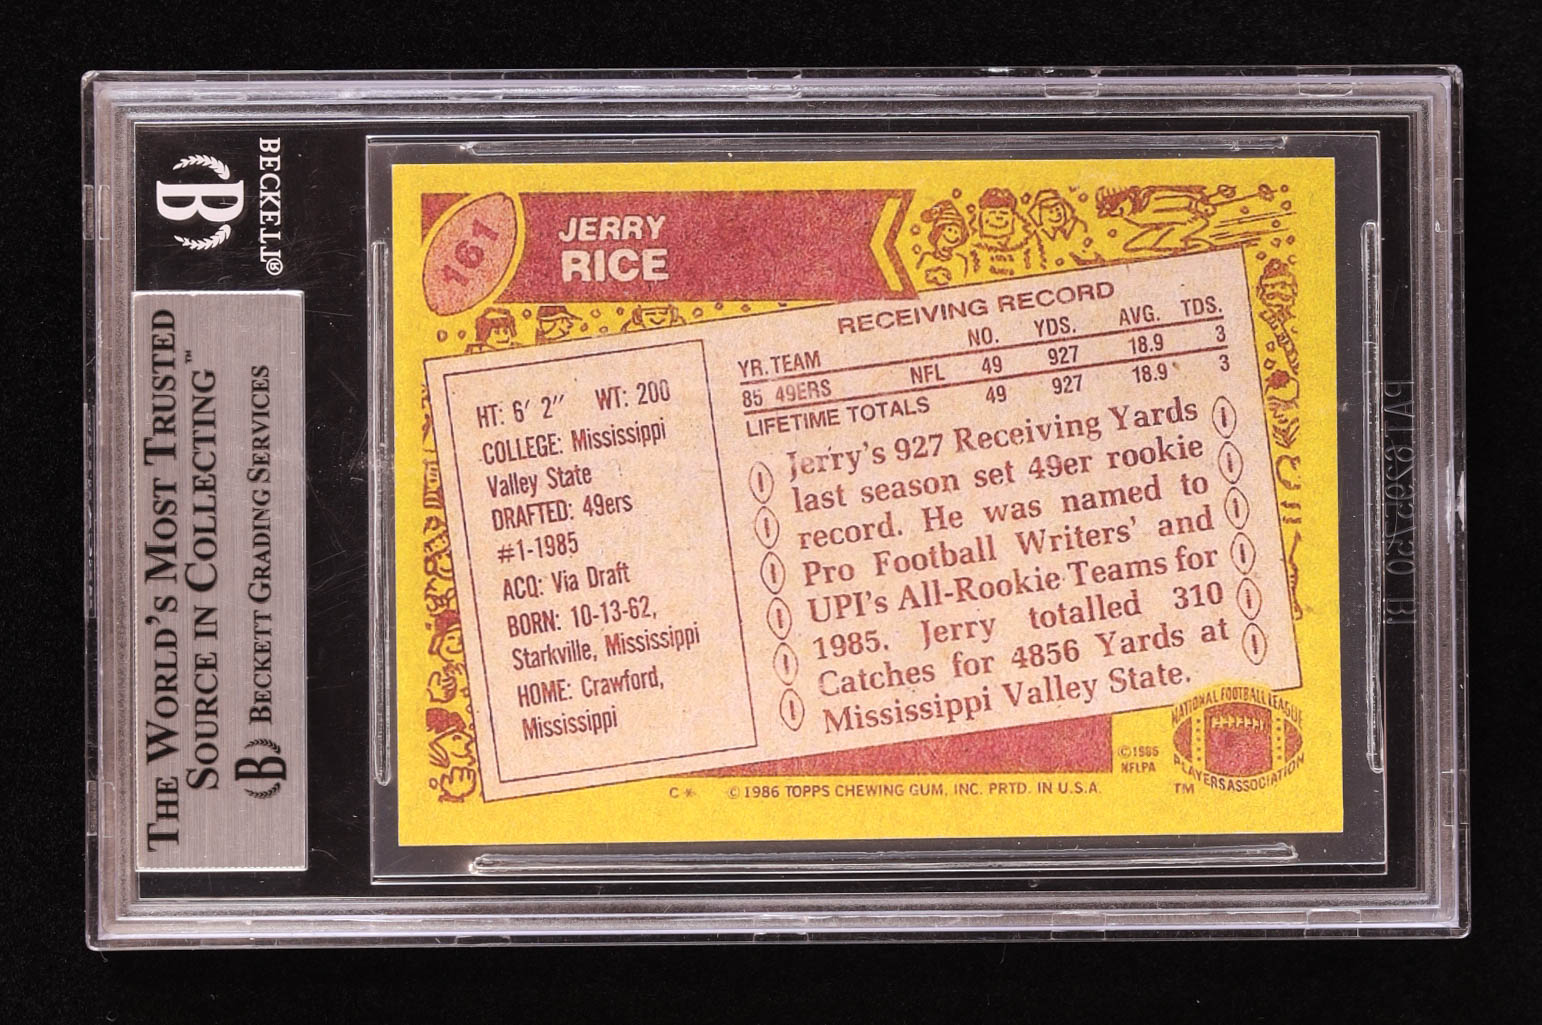 BECKETT®
B
THE WORLD'S MOST TRUSTED
SOURCE IN COLLECTING™
B BECKETT GRADING SERVICES
161
JERRY
RICE
RECEIVING RECORD
YR. TEAM NO. YDS. AVG. TDS.
85 49ERS NFL 49 927 18.9 3
LIFETIME TOTALS 49 927 18.9 3
HT: 6' 2" WT: 200
COLLEGE: Mississippi
Valley State
DRAFTED: 49ers
#1-1985
ACQ: Via Draft
BORN: 10-13-62,
Starkville, Mississippi
HOME: Crawford,
Mississippi
Jerry's 927 Receiving Yards
last season set 49er rookie
record. He was named to
Pro Football Writers' and
UPI's All-Rookie Teams for
1985. Jerry totalled 310
Catches for 4856 Yards at
Mississippi Valley State.
©1986
NFLPA
NATIONAL FOOTBALL LEAGUE
PLAYERS ASSOCIATION
TM
C* ©1986 TOPPS CHEWING GUM, INC. PRTD. IN U.S.A.